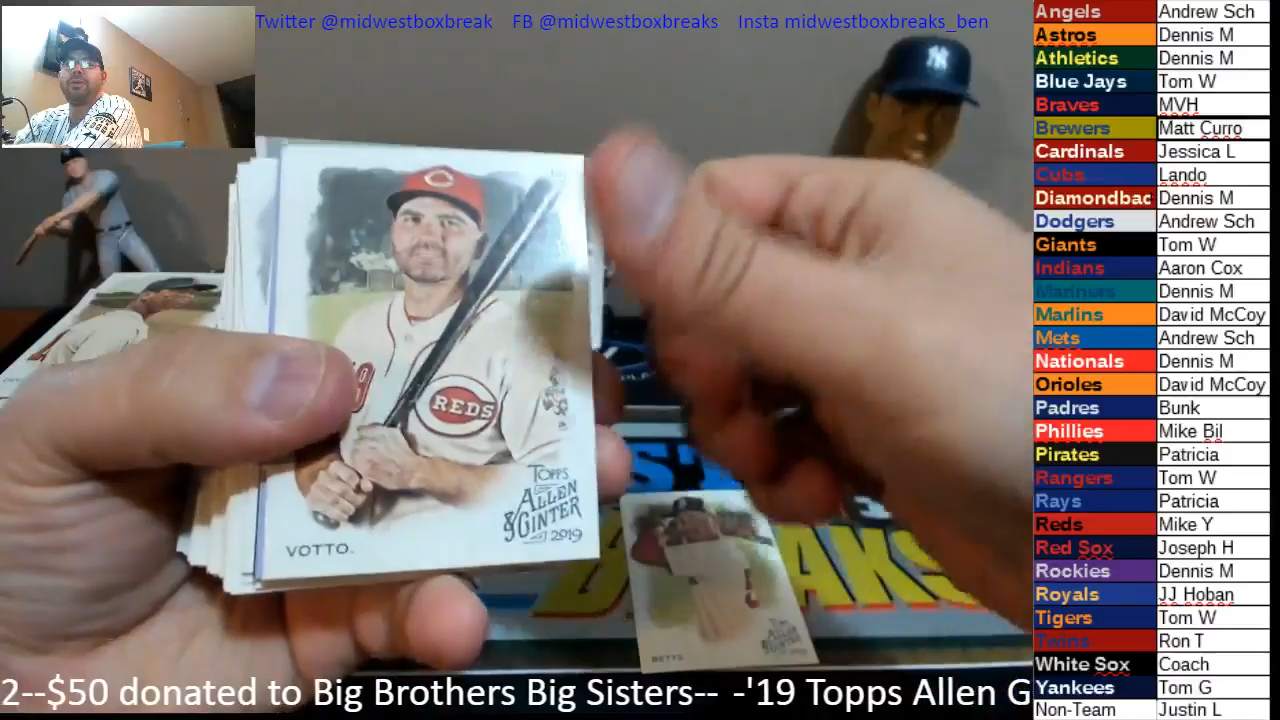 Twitter @midwestboxbreak FB @midwestboxbreaks Insta midwestboxbreaks_ben
REDS
TOPPS
ALLEN
& GINTER
2019
VOTTO.
BETTS
BREAKS
2--$50 donated to Big Brothers Big Sisters-- -'19 Topps Allen G
Angels Andrew Sch
Astros Dennis M
Athletics Dennis M
Blue Jays Tom W
Braves MVH
Brewers Matt Curro
Cardinals Jessica L
Cubs Lando
Diamondbac Dennis M
Dodgers Andrew Sch
Giants Tom W
Indians Aaron Cox
Mariners Dennis M
Marlins David McCoy
Mets Andrew Sch
Nationals Dennis M
Orioles David McCoy
Padres Bunk
Phillies Mike Bil
Pirates Patricia
Rangers Tom W
Rays Patricia
Reds Mike Y
Red Sox Joseph H
Rockies Dennis M
Royals JJ Hoban
Tigers Tom W
Twins Ron T
White Sox Coach
Yankees Tom G
Non-Team Justin L